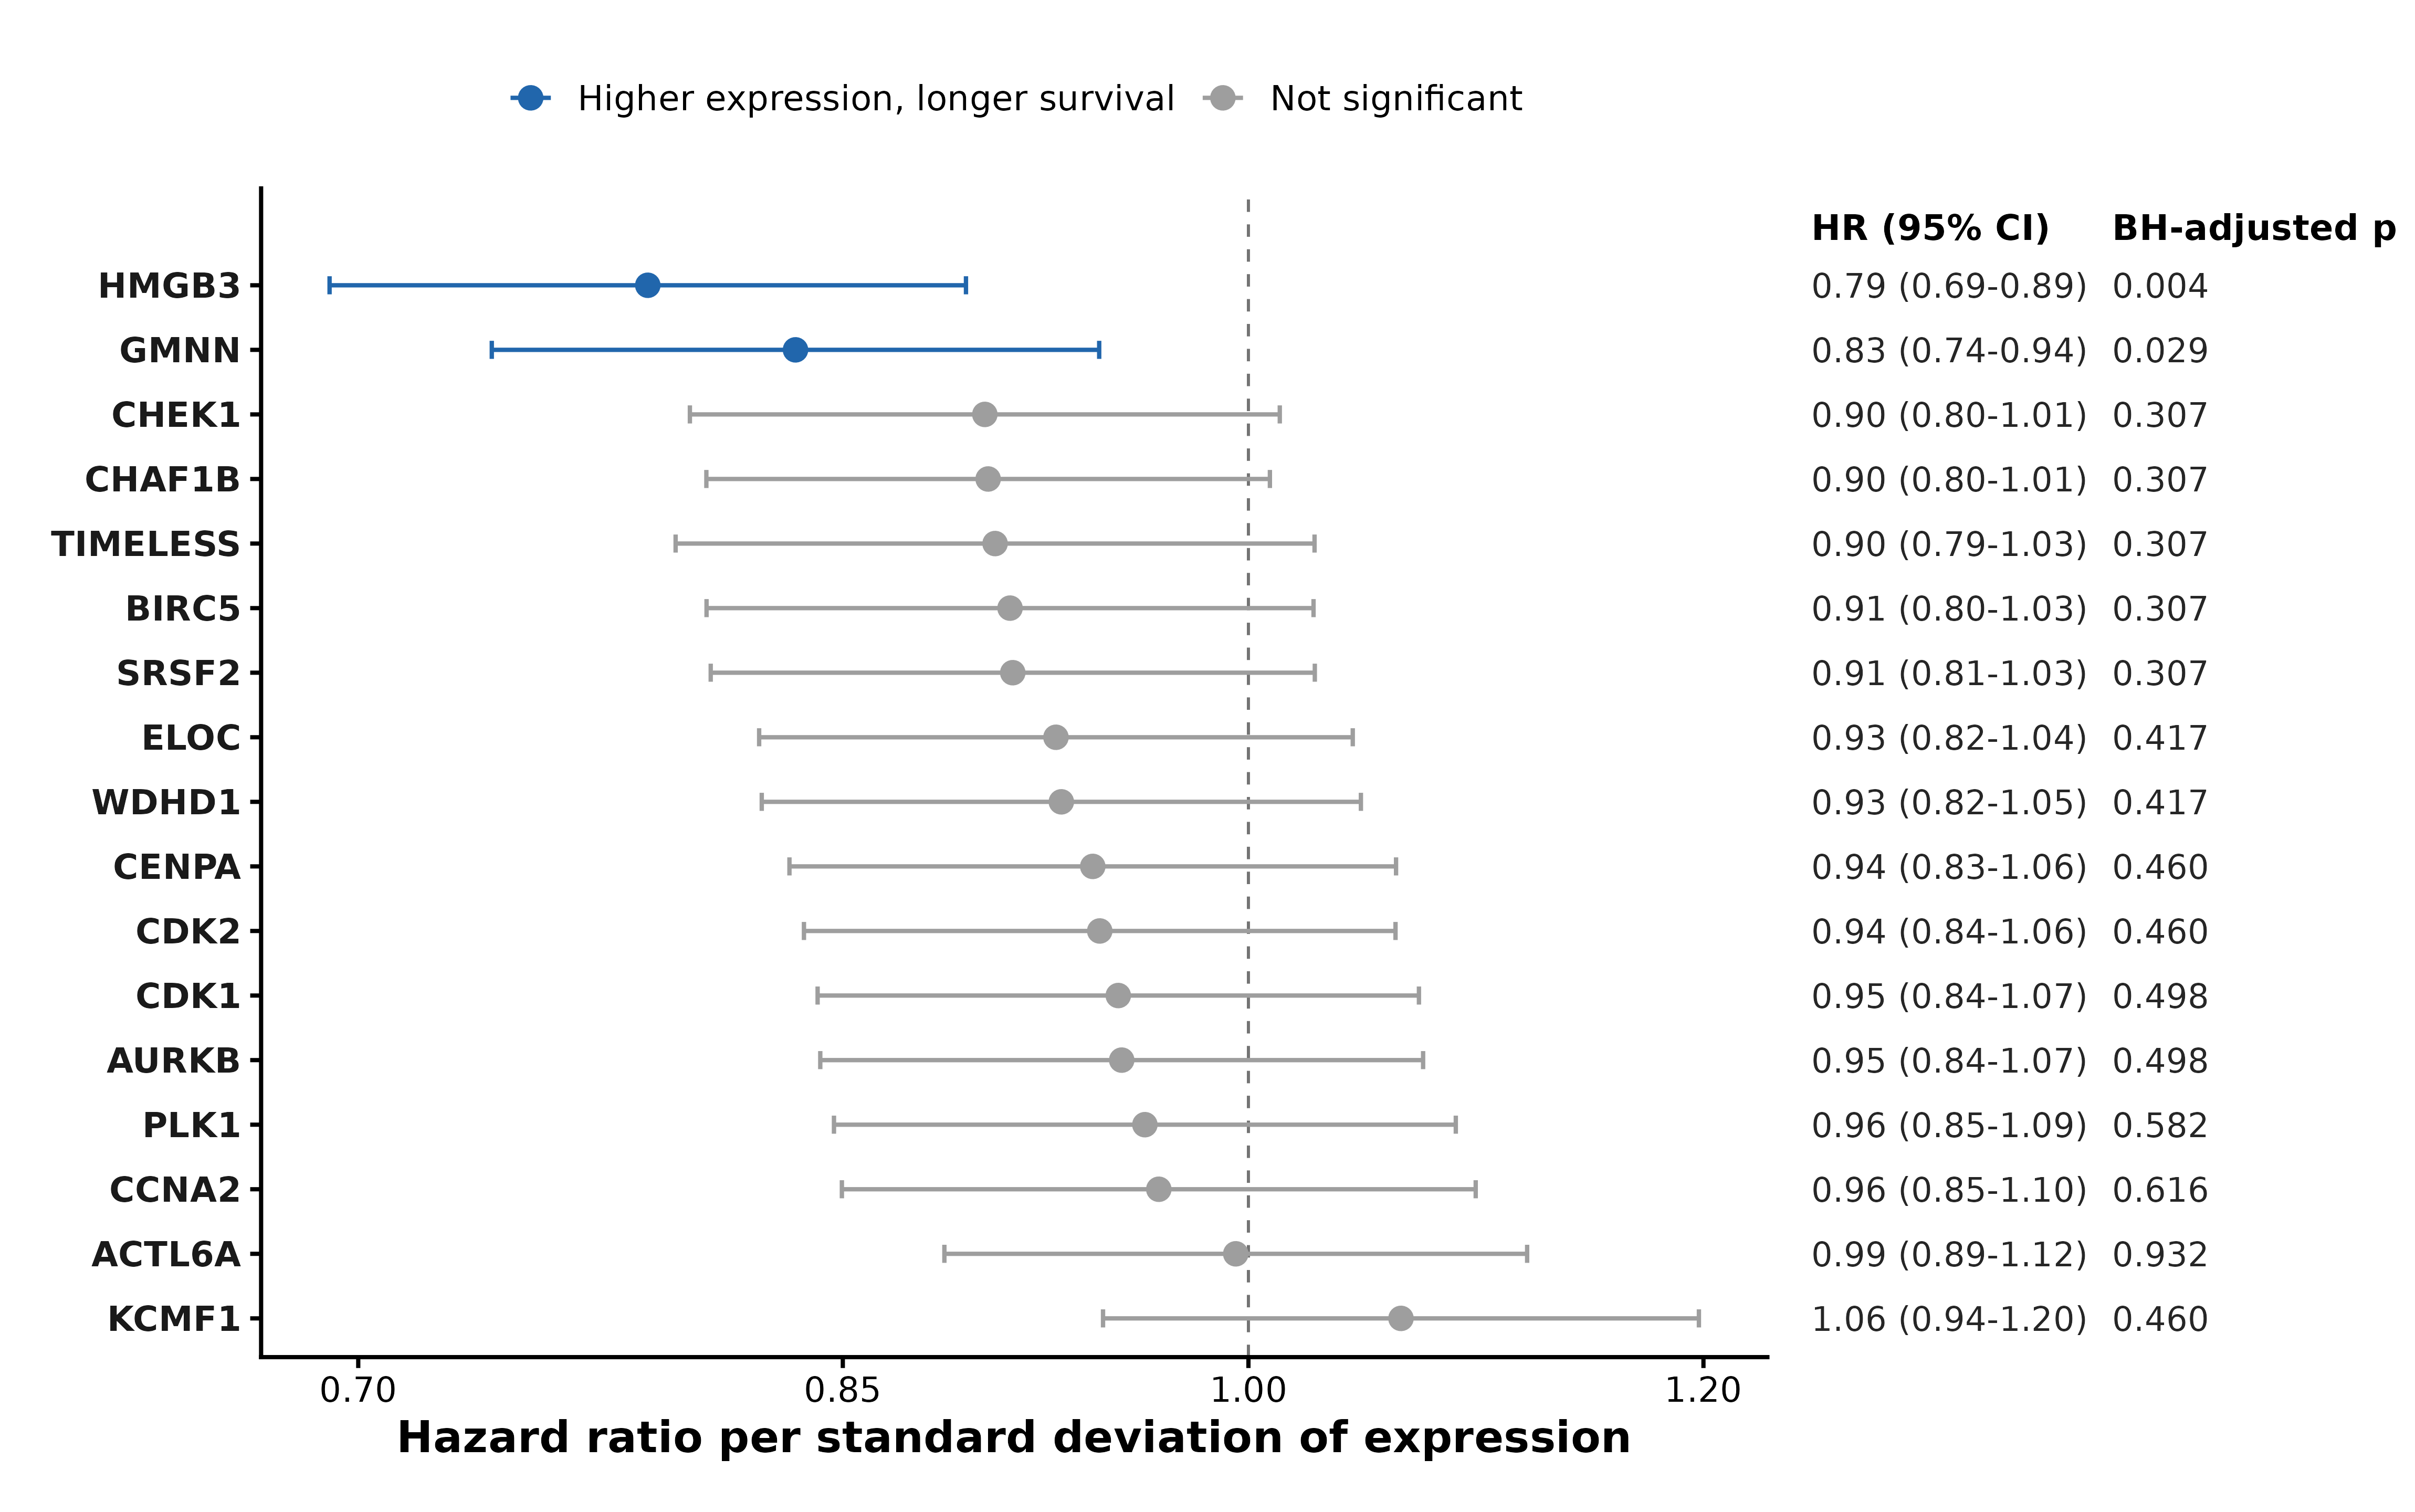 Higher expression, longer survival Not significant
HR (95% CI) BH-adjusted p
HMGB3 0.79 (0.69-0.89) 0.004
GMNN 0.83 (0.74-0.94) 0.029
CHEK1 0.90 (0.80-1.01) 0.307
CHAF1B 0.90 (0.80-1.01) 0.307
TIMELESS 0.90 (0.79-1.03) 0.307
BIRC5 0.91 (0.80-1.03) 0.307
SRSF2 0.91 (0.81-1.03) 0.307
ELOC 0.93 (0.82-1.04) 0.417
WDHD1 0.93 (0.82-1.05) 0.417
CENPA 0.94 (0.83-1.06) 0.460
CDK2 0.94 (0.84-1.06) 0.460
CDK1 0.95 (0.84-1.07) 0.498
AURKB 0.95 (0.84-1.07) 0.498
PLK1 0.96 (0.85-1.09) 0.582
CCNA2 0.96 (0.85-1.10) 0.616
ACTL6A 0.99 (0.89-1.12) 0.932
KCMF1 1.06 (0.94-1.20) 0.460
0.70 0.85 1.00 1.20
Hazard ratio per standard deviation of expression